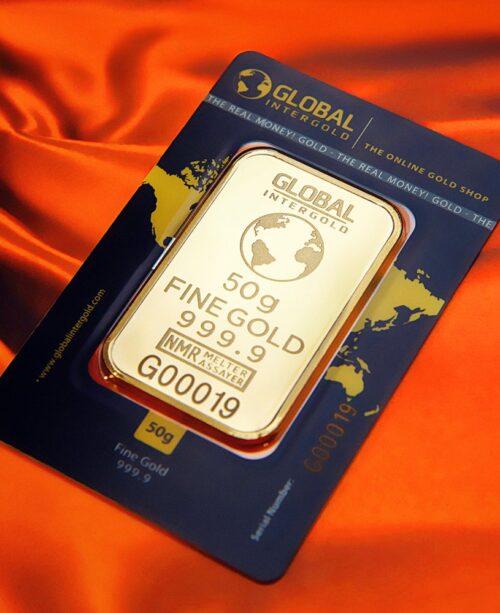 GLOBAL
INTERGOLD
THE ONLINE GOLD SHOP
THE REAL MONEY! GOLD - THE REAL MONEY! GOLD - THE
GLOBAL
INTERGOLD
50g
FINE GOLD
999.9
NMR MELTER
ASSAYER
G00019
• www.globalintergold.com
50g
Fine Gold
999.9
Serial Number:
G00019